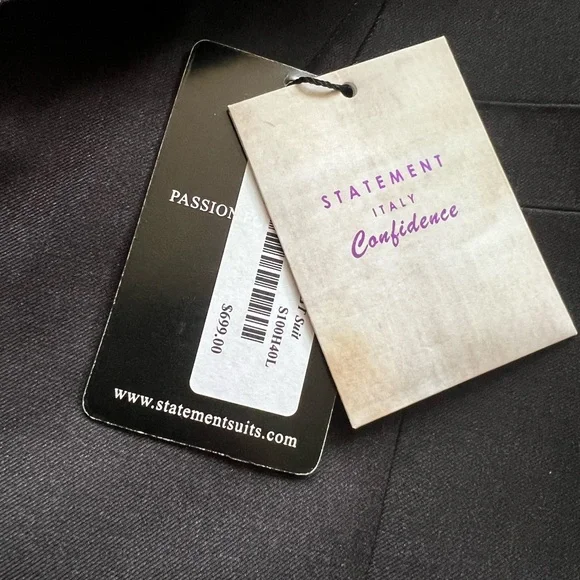 STATEMENT
ITALY
Confidence
PASSION
Suit
S100H40L
$699.00
www.statementsuits.com